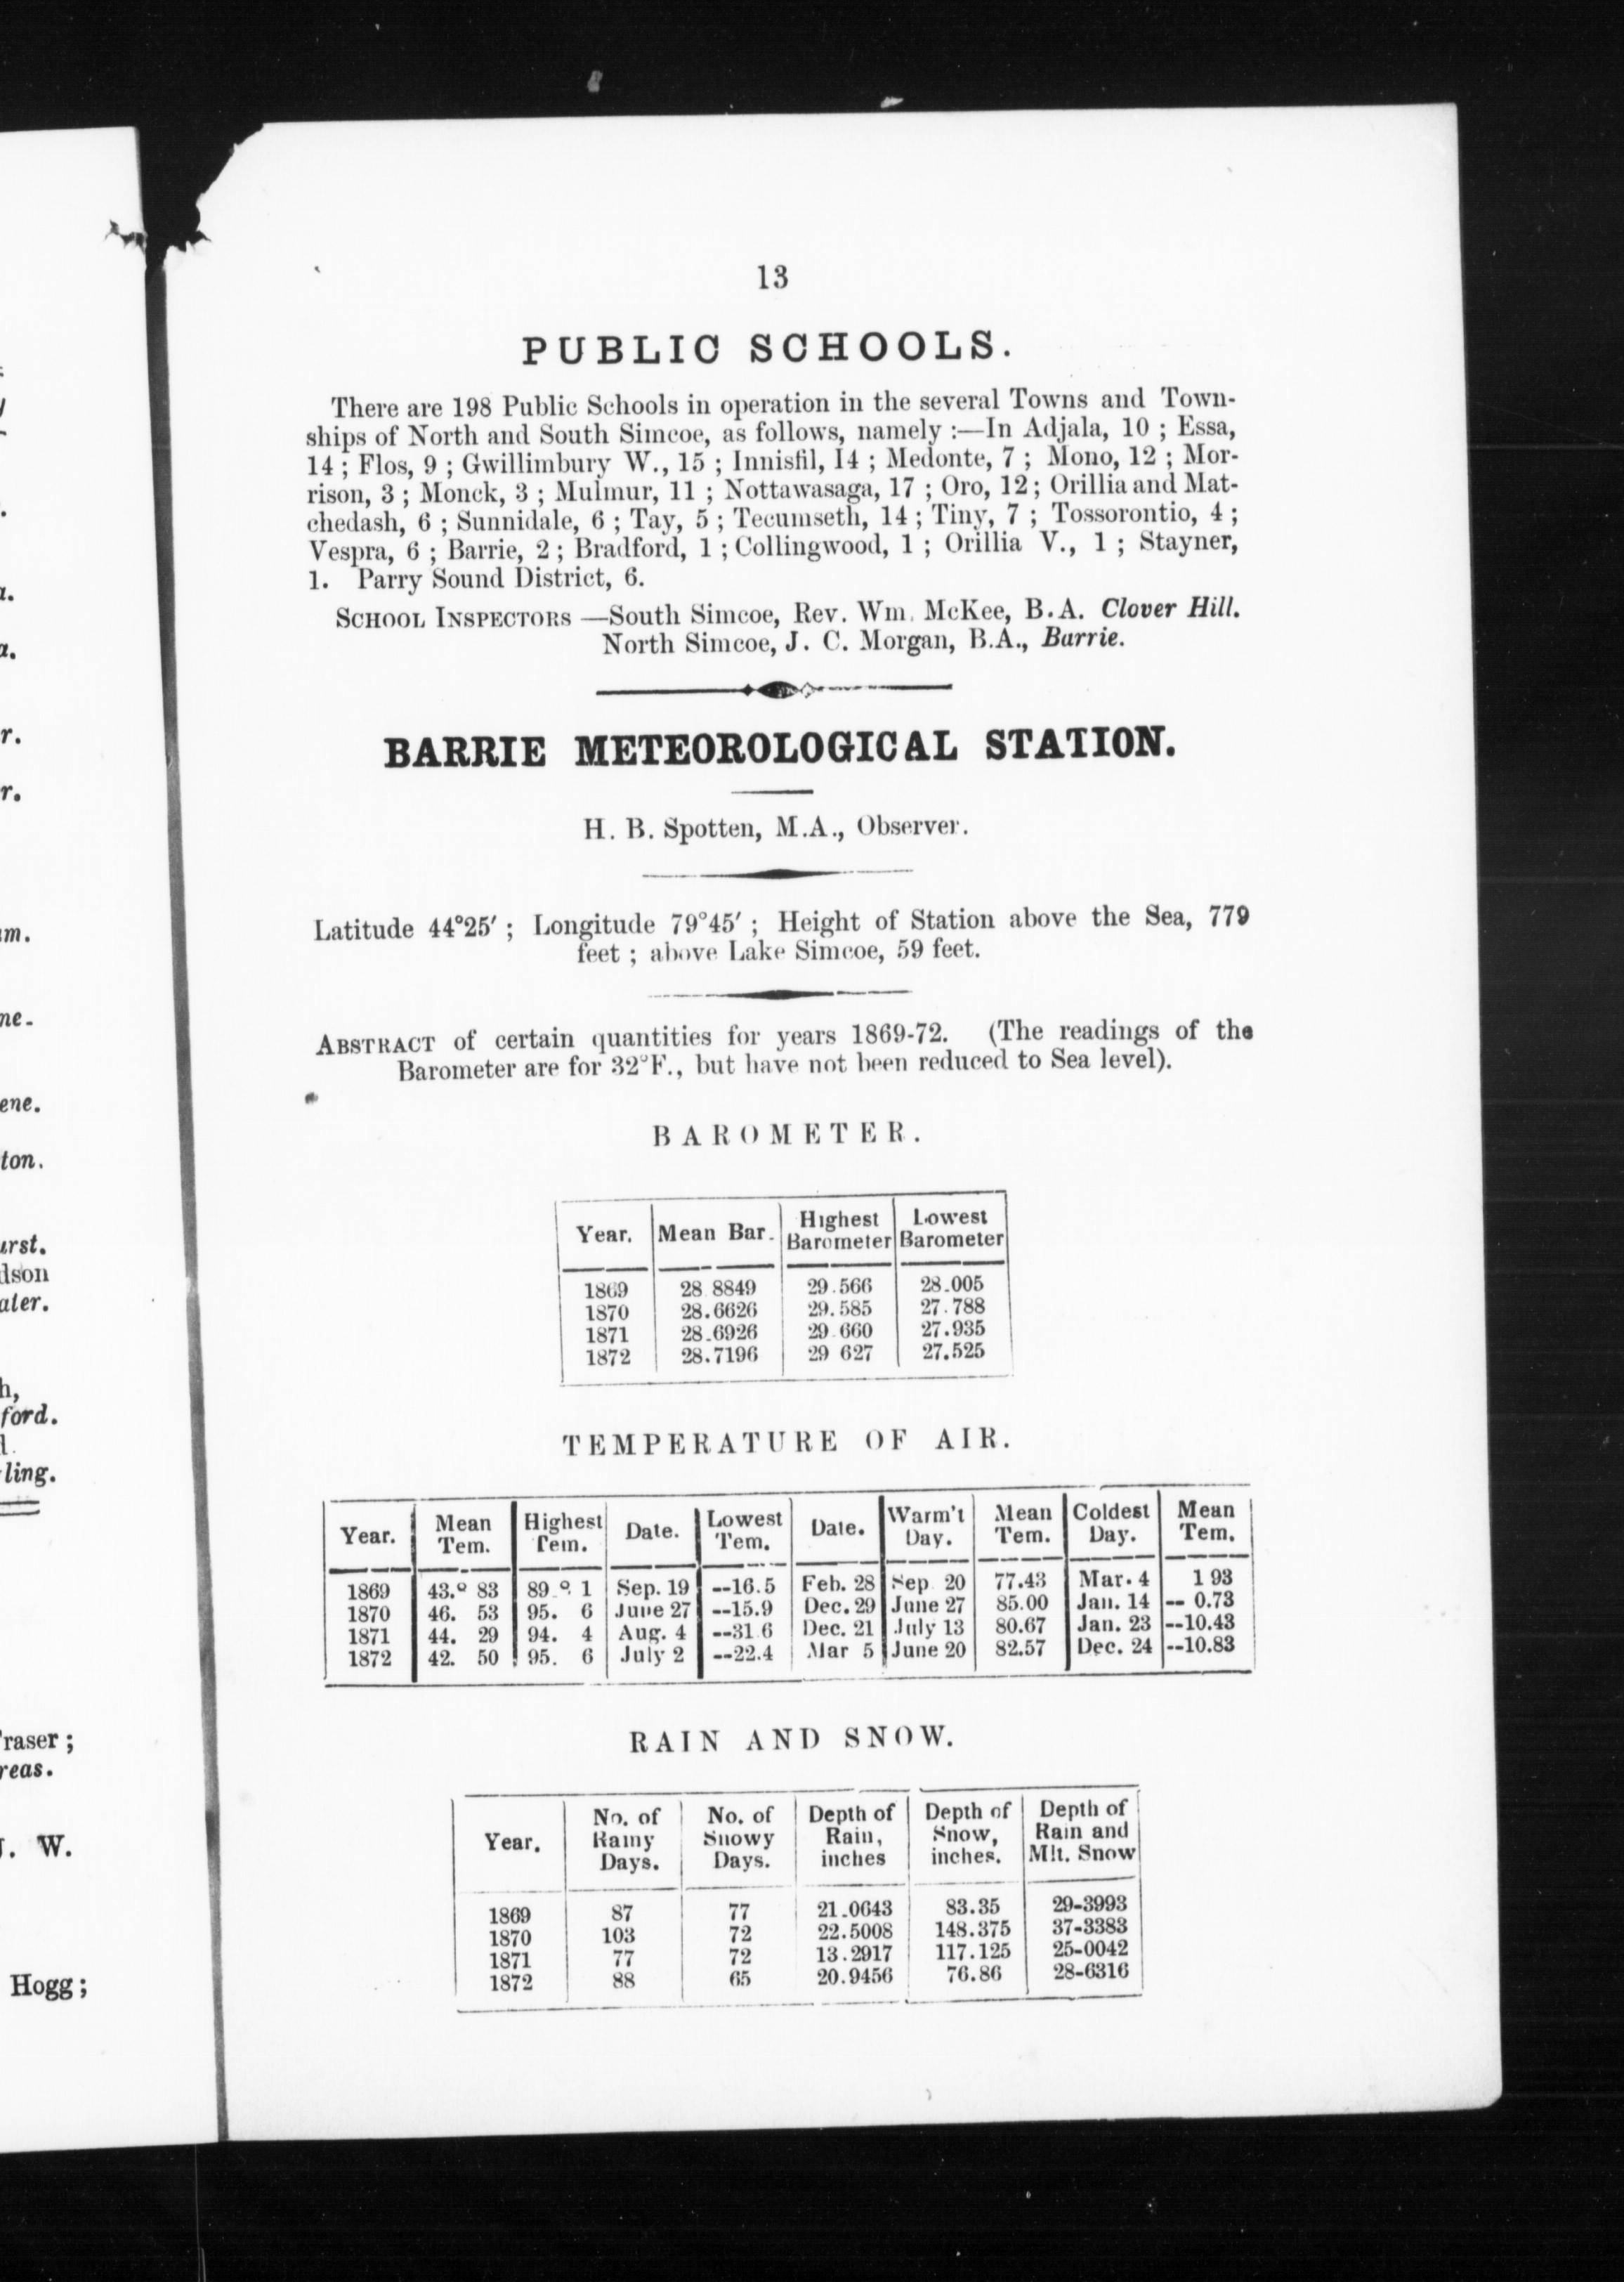 13
PUBLIC SCHOOLS.
There are 198 Public Schools in operation in the several Towns and Town-
ships of North and South Simcoe, as follows, namely :—In Adjala, 10 ; Essa,
14 ; Flos, 9 ; Gwillimbury W., 15 ; Innisfil, 14 ; Medonte, 7 ; Mono, 12 ; Mor-
rison, 3 ; Monck, 3 ; Mulmur, 11 ; Nottawasaga, 17 ; Oro, 12 ; Orillia and Mat-
chedash, 6 ; Sunnidale, 6 ; Tay, 5 ; Tecumseth, 14 ; Tiny, 7 ; Tossorontio, 4 ;
Vespra, 6 ; Barrie, 2 ; Bradford, 1 ; Collingwood, 1 ; Orillia V., 1 ; Stayner,
1. Parry Sound District, 6.
SCHOOL INSPECTORS —South Simcoe, Rev. Wm. McKee, B.A. Clover Hill.
North Simcoe, J. C. Morgan, B.A., Barrie.
BARRIE METEOROLOGICAL STATION.
H. B. Spotten, M.A., Observer.
Latitude 44°25′ ; Longitude 79°45′ ; Height of Station above the Sea, 779
feet ; above Lake Simcoe, 59 feet.
ABSTRACT of certain quantities for years 1869-72. (The readings of the
Barometer are for 32°F., but have not been reduced to Sea level).
BAROMETER.
Year. Mean Bar. Highest Barometer Lowest Barometer
1869 28 8849 29.566 28.005
1870 28.6626 29.585 27.788
1871 28.6926 29 660 27.935
1872 28.7196 29 627 27.525
TEMPERATURE OF AIR.
Year. Mean Tem. Highest Tem. Date. Lowest Tem. Date. Warm't Day. Mean Tem. Coldest Day. Mean Tem.
1869 43.° 83 89.° 1 Sep. 19 --16.5 Feb. 28 Sep 20 77.43 Mar. 4 1 93
1870 46. 53 95. 6 June 27 --15.9 Dec. 29 June 27 85.00 Jan. 14 -- 0.73
1871 44. 29 94. 4 Aug. 4 --31 6 Dec. 21 July 13 80.67 Jan. 23 --10.43
1872 42. 50 95. 6 July 2 --22.4 Mar 5 June 20 82.57 Dec. 24 --10.83
RAIN AND SNOW.
Year. No. of Rainy Days. No. of Snowy Days. Depth of Rain, inches Depth of Snow, inches. Depth of Rain and Mlt. Snow
1869 87 77 21.0643 83.35 29-3993
1870 103 72 22.5008 148.375 37-3383
1871 77 72 13.2917 117.125 25-0042
1872 88 65 20.9456 76.86 28-6316
r.
r.
ton.
dson
ford.
ling.
raser ;
reas.
W.
Hogg ;